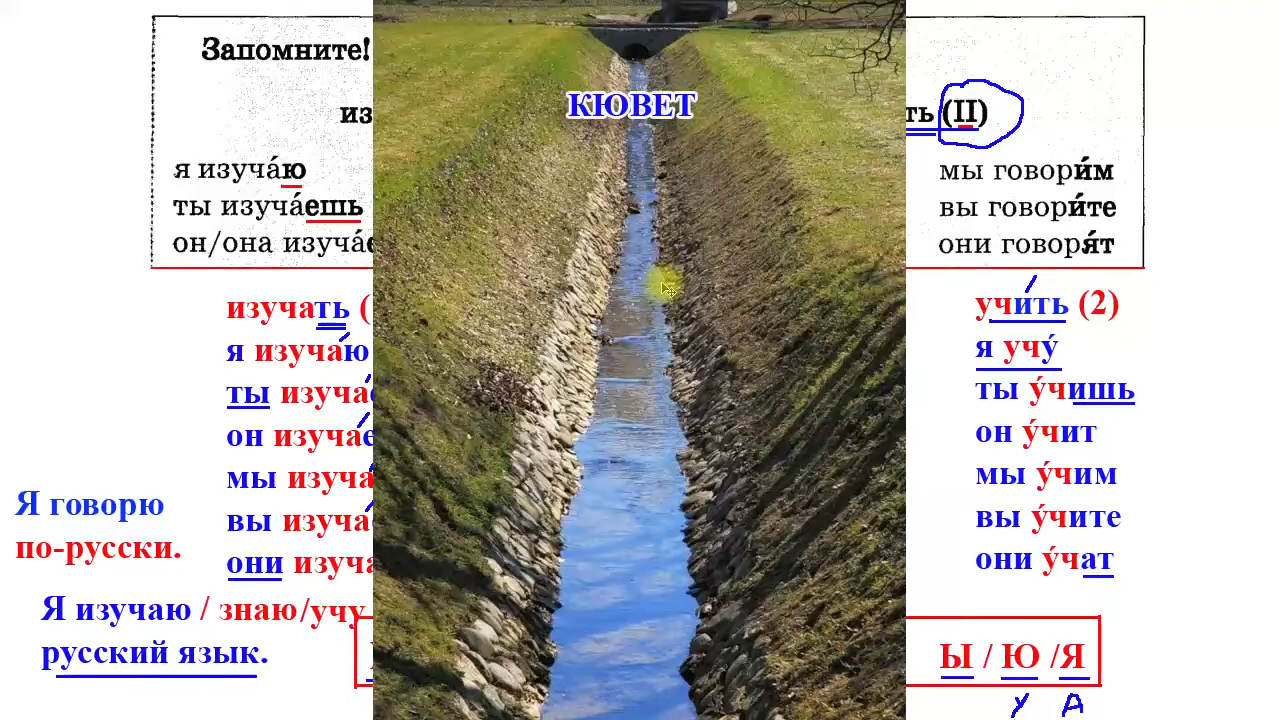 Запомните!
КЮВЕТ
из
ть (II)
я изуча́ю
мы говори́м
ты изуча́ешь
вы говори́те
он/она изуча́е
они говоря́т
изучать (
я изучаю
ты изуча
он изучае
мы изуча
вы изуча
они изуча
учить (2)
я учу́
ты у́чишь
он у́чит
мы у́чим
вы у́чите
они у́чат
Я говорю
по-русски.
Я изучаю / знаю/учу
русский язык.
Ы / Ю /Я
У А